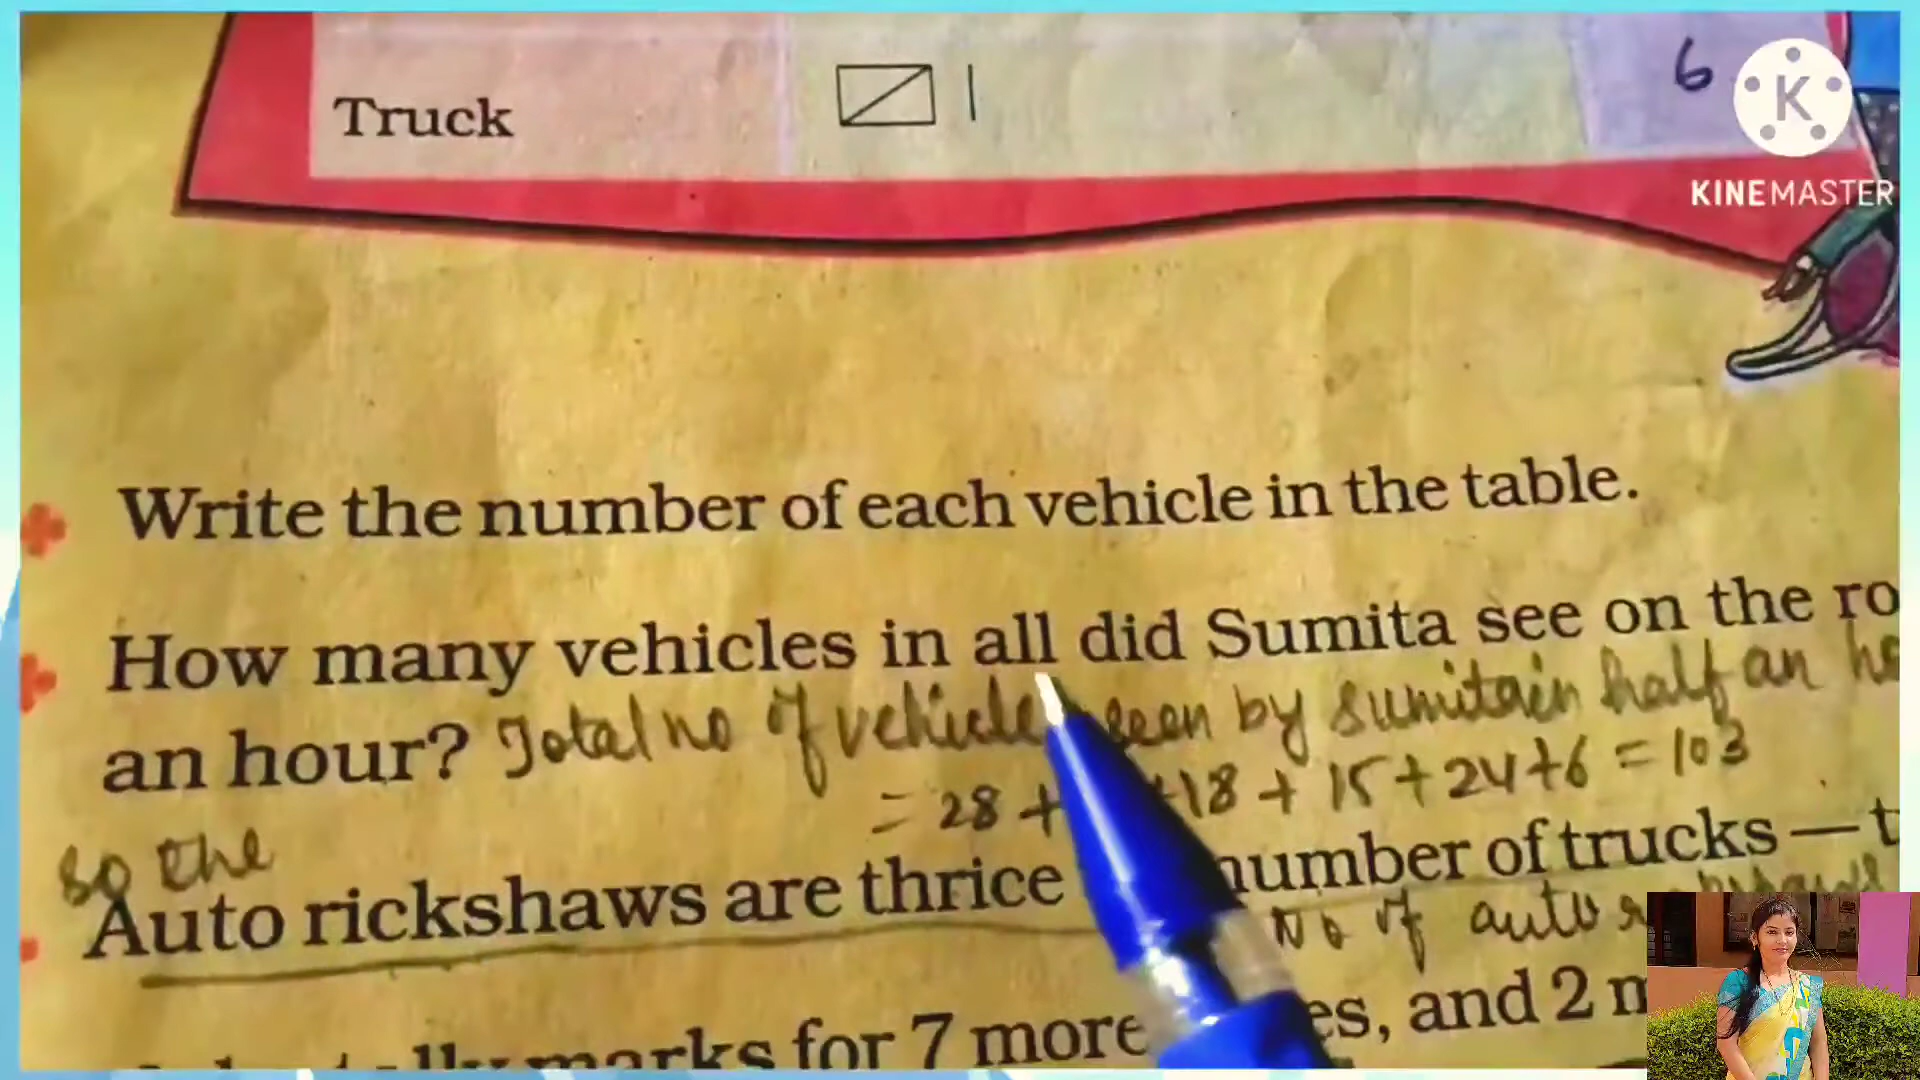 Truck
6
K
KINEMASTER
Write the number of each vehicle in the table.
How many vehicles in all did Sumita see on the ro
an hour? Total no of vehicle seen by sumita in half an ho
= 28 + +18 + 15 + 24 + 6 = 103
so the
Auto rickshaws are thrice number of trucks — t
No of auto
marks for 7 more es, and 2 m